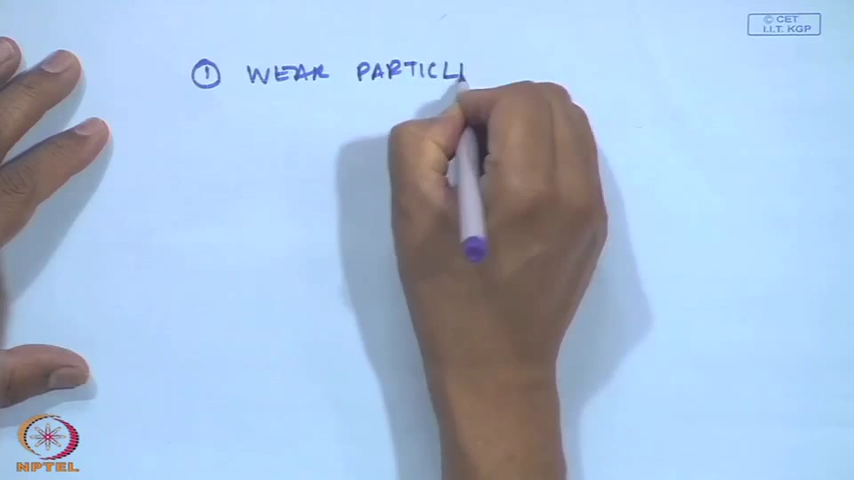 © CET
I.I.T. KGP
① WEAR PARTICL
NPTEL